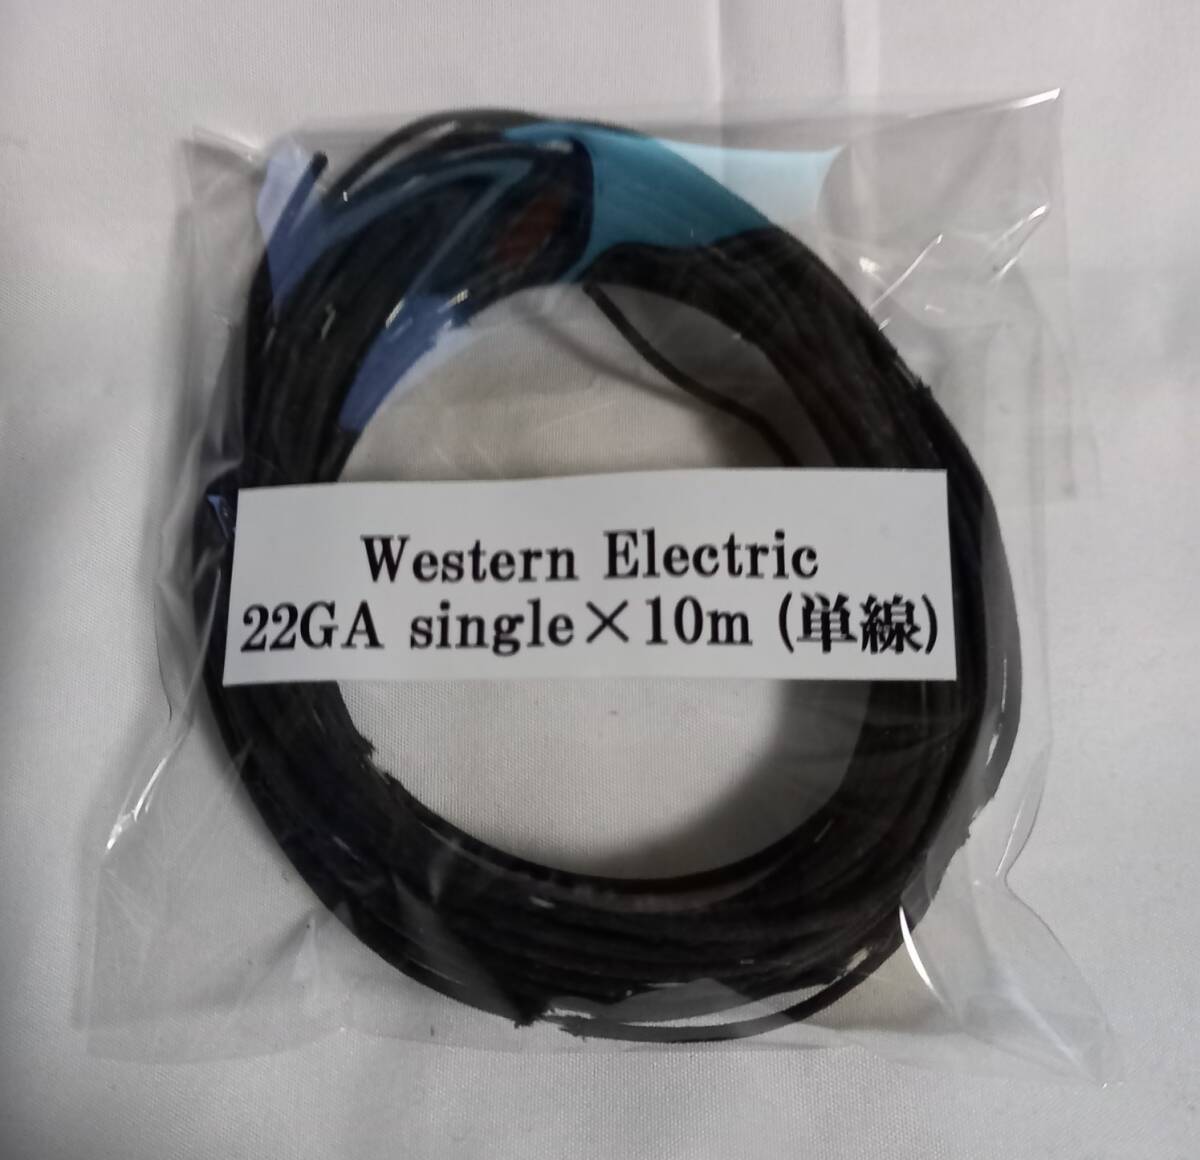 Western Electric
22GA single×10m (単線)